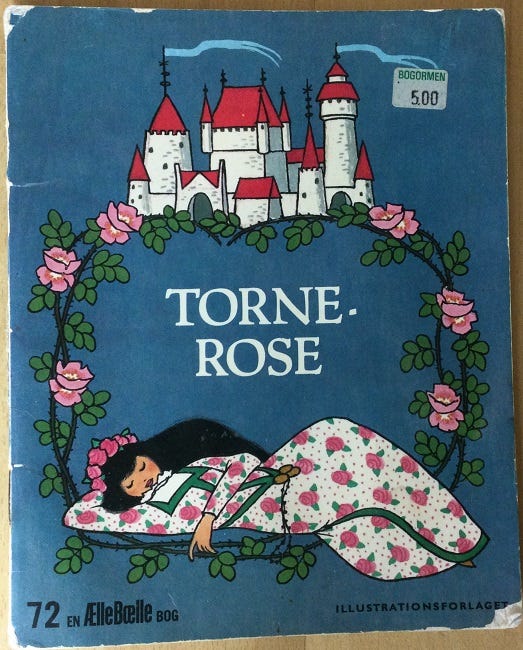 BOGORMEN
5.00
TORNE-
ROSE
72 EN ÆlleBælle BOG
ILLUSTRATIONSFORLAGET